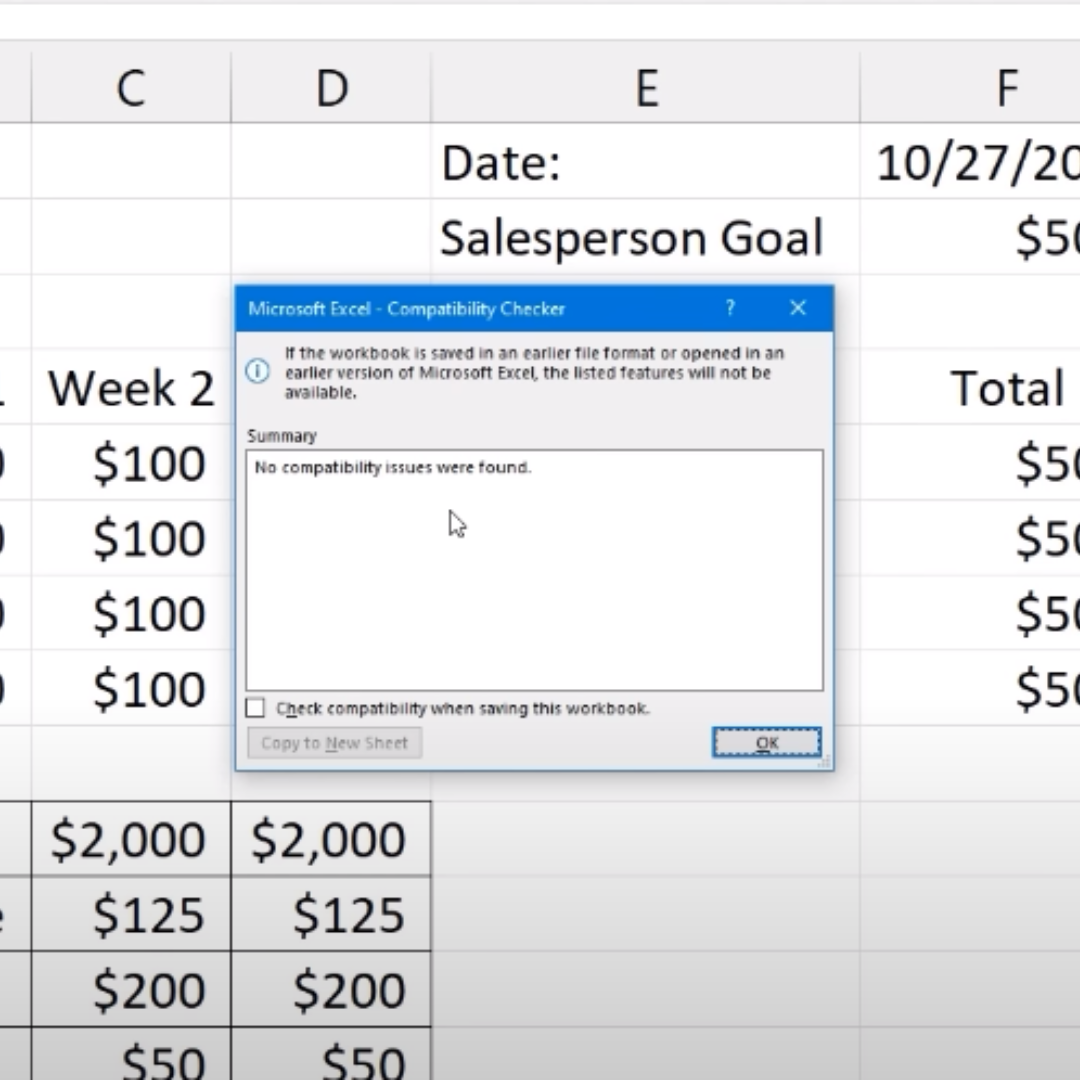 C D E F
Date: 10/27/20
Salesperson Goal $50
Microsoft Excel - Compatibility Checker ?
If the workbook is saved in an earlier file format or opened in an
earlier version of Microsoft Excel, the listed features will not be
available.
Week 2 Total
Summary
$100 $50
No compatibility issues were found.
$100 $50
$100 $50
$100 $50
Check compatibility when saving this workbook.
Copy to New Sheet OK
$2,000 $2,000
$125 $125
$200 $200
$50 $50